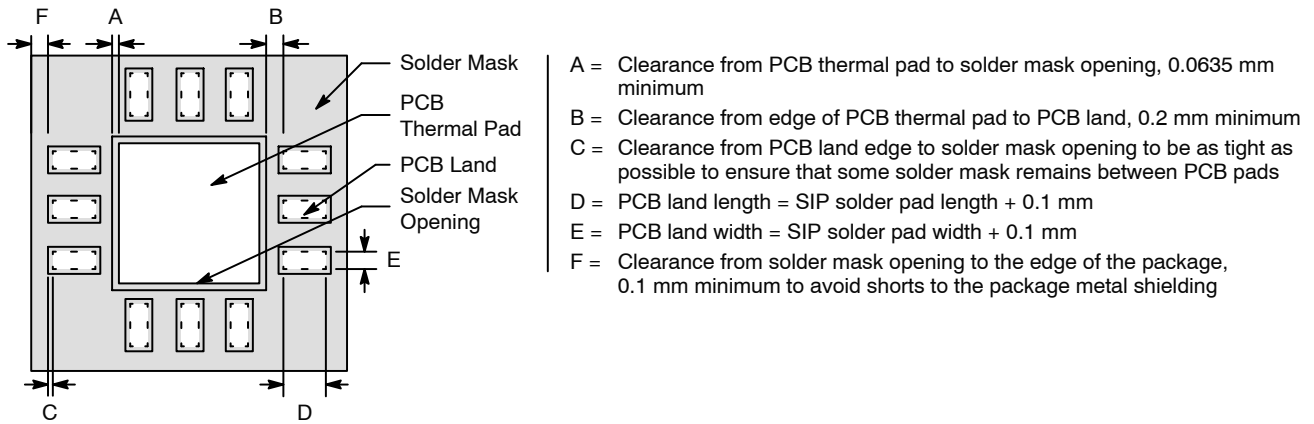 F
A
B
Solder Mask
PCB
Thermal Pad
PCB Land
Solder Mask
Opening
E
C
D
A = Clearance from PCB thermal pad to solder mask opening, 0.0635 mm
minimum
B = Clearance from edge of PCB thermal pad to PCB land, 0.2 mm minimum
C = Clearance from PCB land edge to solder mask opening to be as tight as
possible to ensure that some solder mask remains between PCB pads
D = PCB land length = SIP solder pad length + 0.1 mm
E = PCB land width = SIP solder pad width + 0.1 mm
F = Clearance from solder mask opening to the edge of the package,
0.1 mm minimum to avoid shorts to the package metal shielding